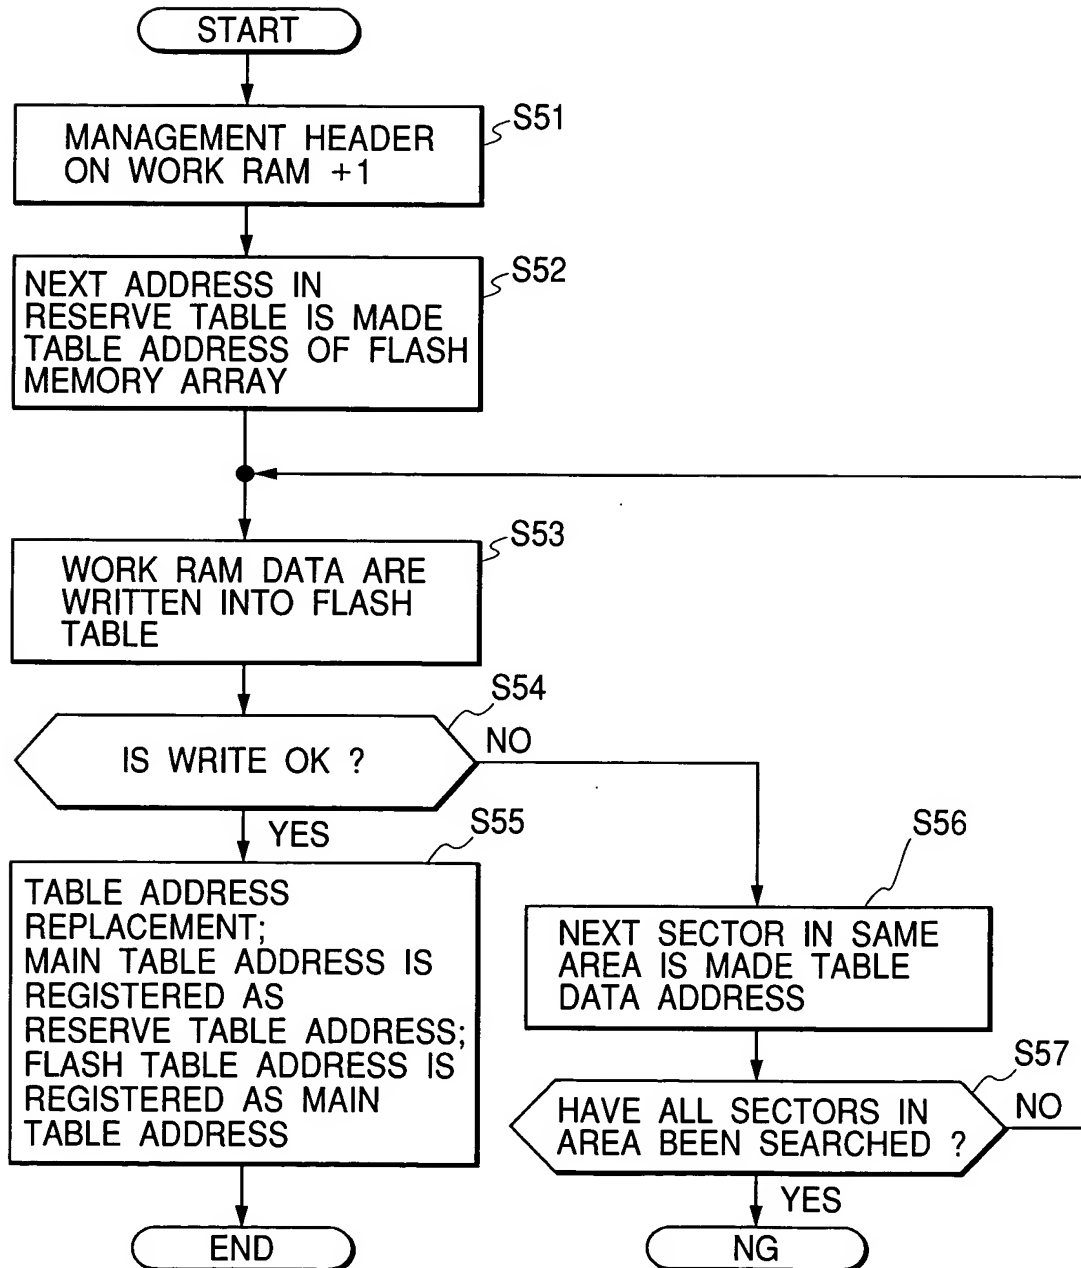 START
S51
MANAGEMENT HEADER
ON WORK RAM +1
S52
NEXT ADDRESS IN
RESERVE TABLE IS MADE
TABLE ADDRESS OF FLASH
MEMORY ARRAY
S53
WORK RAM DATA ARE
WRITTEN INTO FLASH
TABLE
S54
IS WRITE OK ?
NO
YES
S55
TABLE ADDRESS
REPLACEMENT;
MAIN TABLE ADDRESS IS
REGISTERED AS
RESERVE TABLE ADDRESS;
FLASH TABLE ADDRESS IS
REGISTERED AS MAIN
TABLE ADDRESS
END
S56
NEXT SECTOR IN SAME
AREA IS MADE TABLE
DATA ADDRESS
S57
HAVE ALL SECTORS IN
AREA BEEN SEARCHED ?
NO
YES
NG